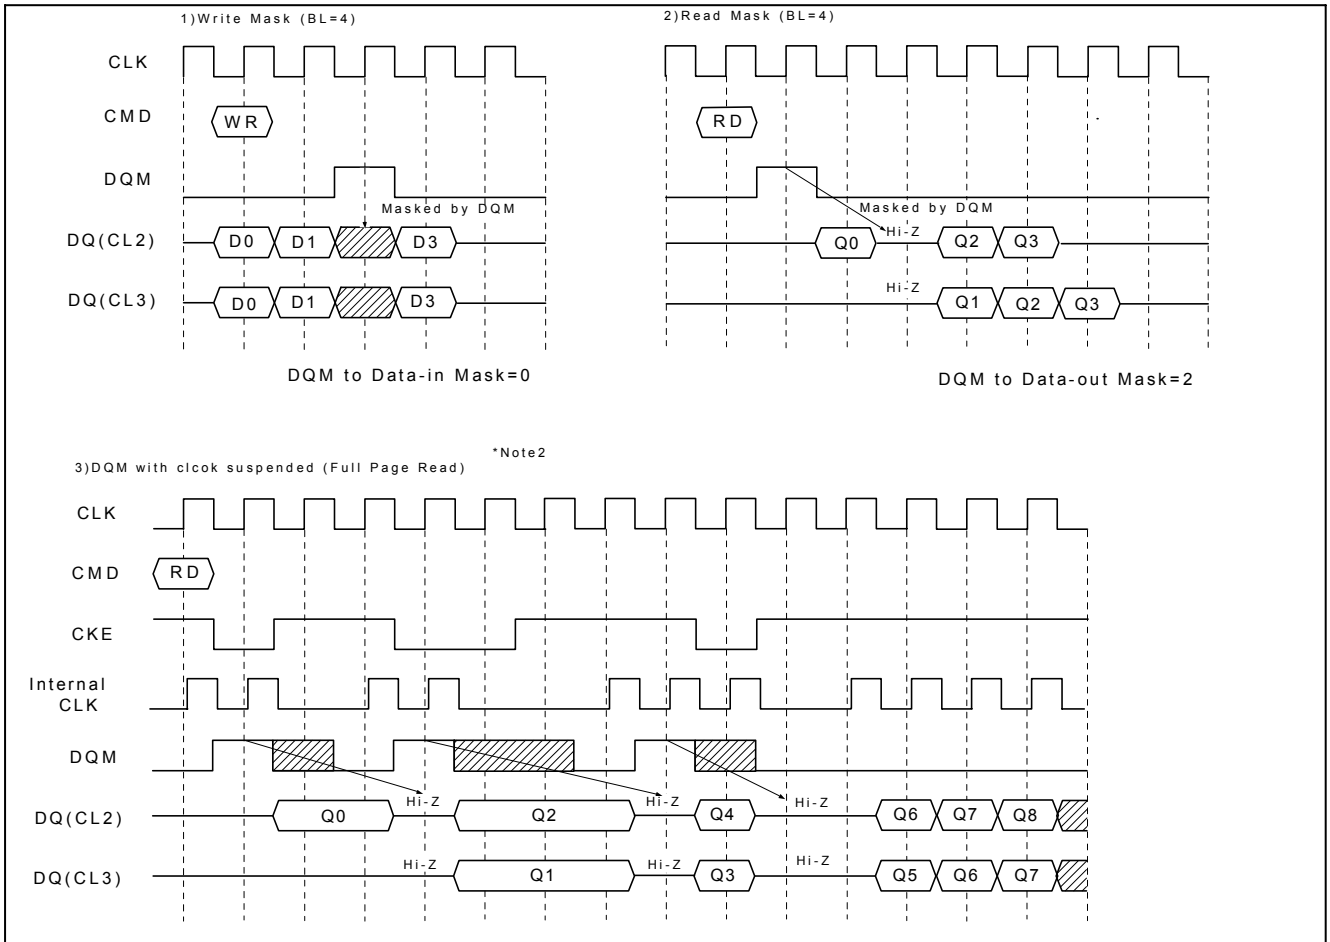 1)Write Mask (BL=4)
2)Read Mask (BL=4)
CLK
CMD
WR
RD
DQM
Masked by DQM
Masked by DQM
DQ(CL2)
D0
D1
D3
Q0
Hi-Z
Q2
Q3
DQ(CL3)
D0
D1
D3
Hi-Z
Q1
Q2
Q3
DQM to Data-in Mask=0
DQM to Data-out Mask=2
*Note2
3)DQM with clcok suspended (Full Page Read)
CLK
CMD
RD
CKE
Internal
CLK
DQM
DQ(CL2)
Q0
Hi-Z
Q2
Hi-Z
Q4
Hi-Z
Q6
Q7
Q8
DQ(CL3)
Hi-Z
Q1
Hi-Z
Q3
Hi-Z
Q5
Q6
Q7